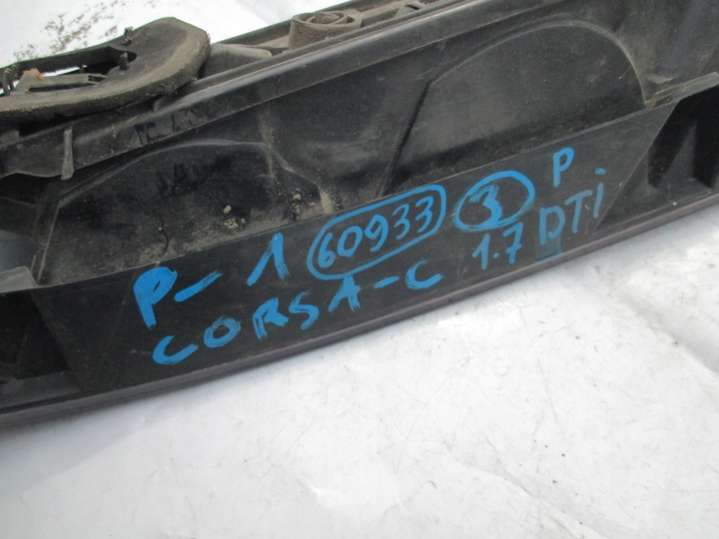 P-1 60933 3 P
CORSA-C 1.7 DTi